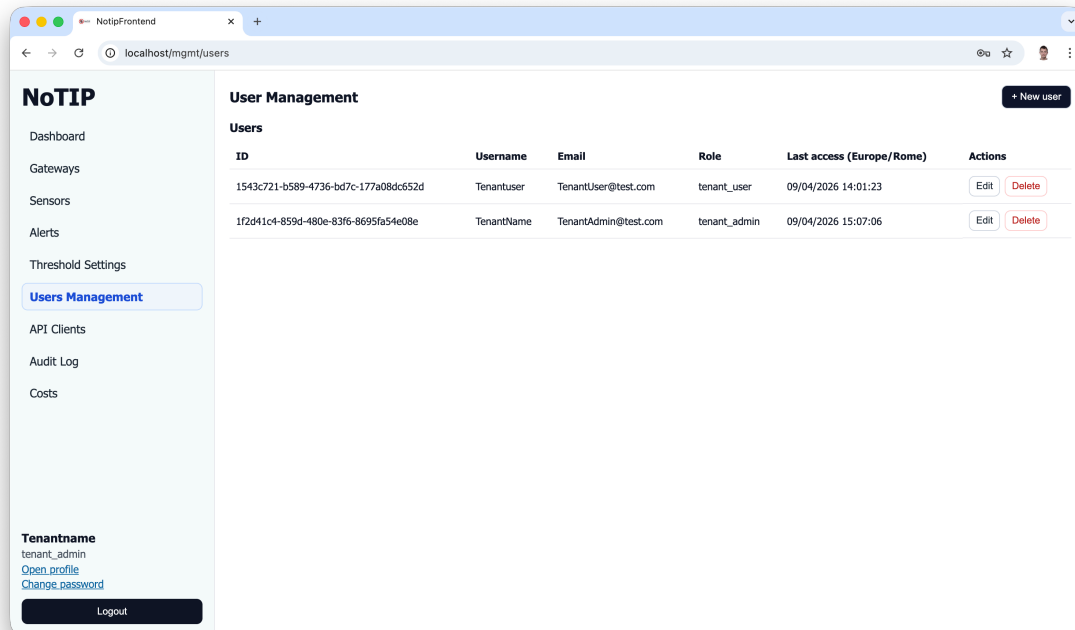 NotipFrontend
localhost/mgmt/users
NoTIP
Dashboard
Gateways
Sensors
Alerts
Threshold Settings
Users Management
API Clients
Audit Log
Costs
Tenantname
tenant_admin
Open profile
Change password
Logout
User Management
+ New user
Users
ID Username Email Role Last access (Europe/Rome) Actions
1543c721-b589-4736-bd7c-177a08dc652d Tenantuser TenantUser@test.com tenant_user 09/04/2026 14:01:23 Edit Delete
1f2d41c4-859d-480e-83f6-8695fa54e08e TenantName TenantAdmin@test.com tenant_admin 09/04/2026 15:07:06 Edit Delete